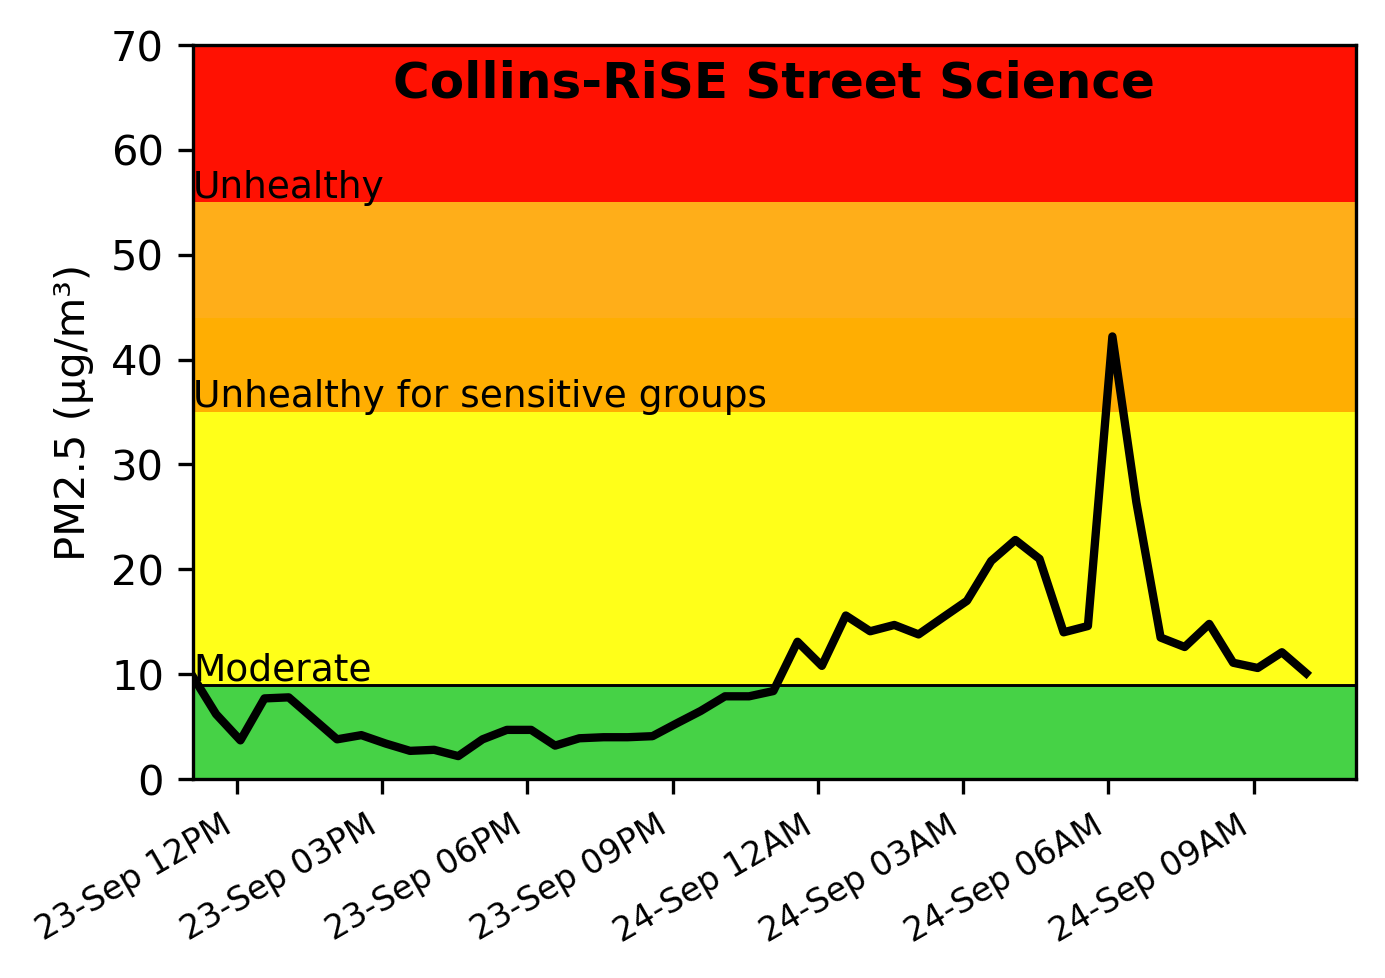 Collins-RiSE Street Science
70
60
50
40
30
20
10
0
PM2.5 (µg/m³)
Unhealthy
Unhealthy for sensitive groups
Moderate
23-Sep 12PM
23-Sep 03PM
23-Sep 06PM
23-Sep 09PM
24-Sep 12AM
24-Sep 03AM
24-Sep 06AM
24-Sep 09AM